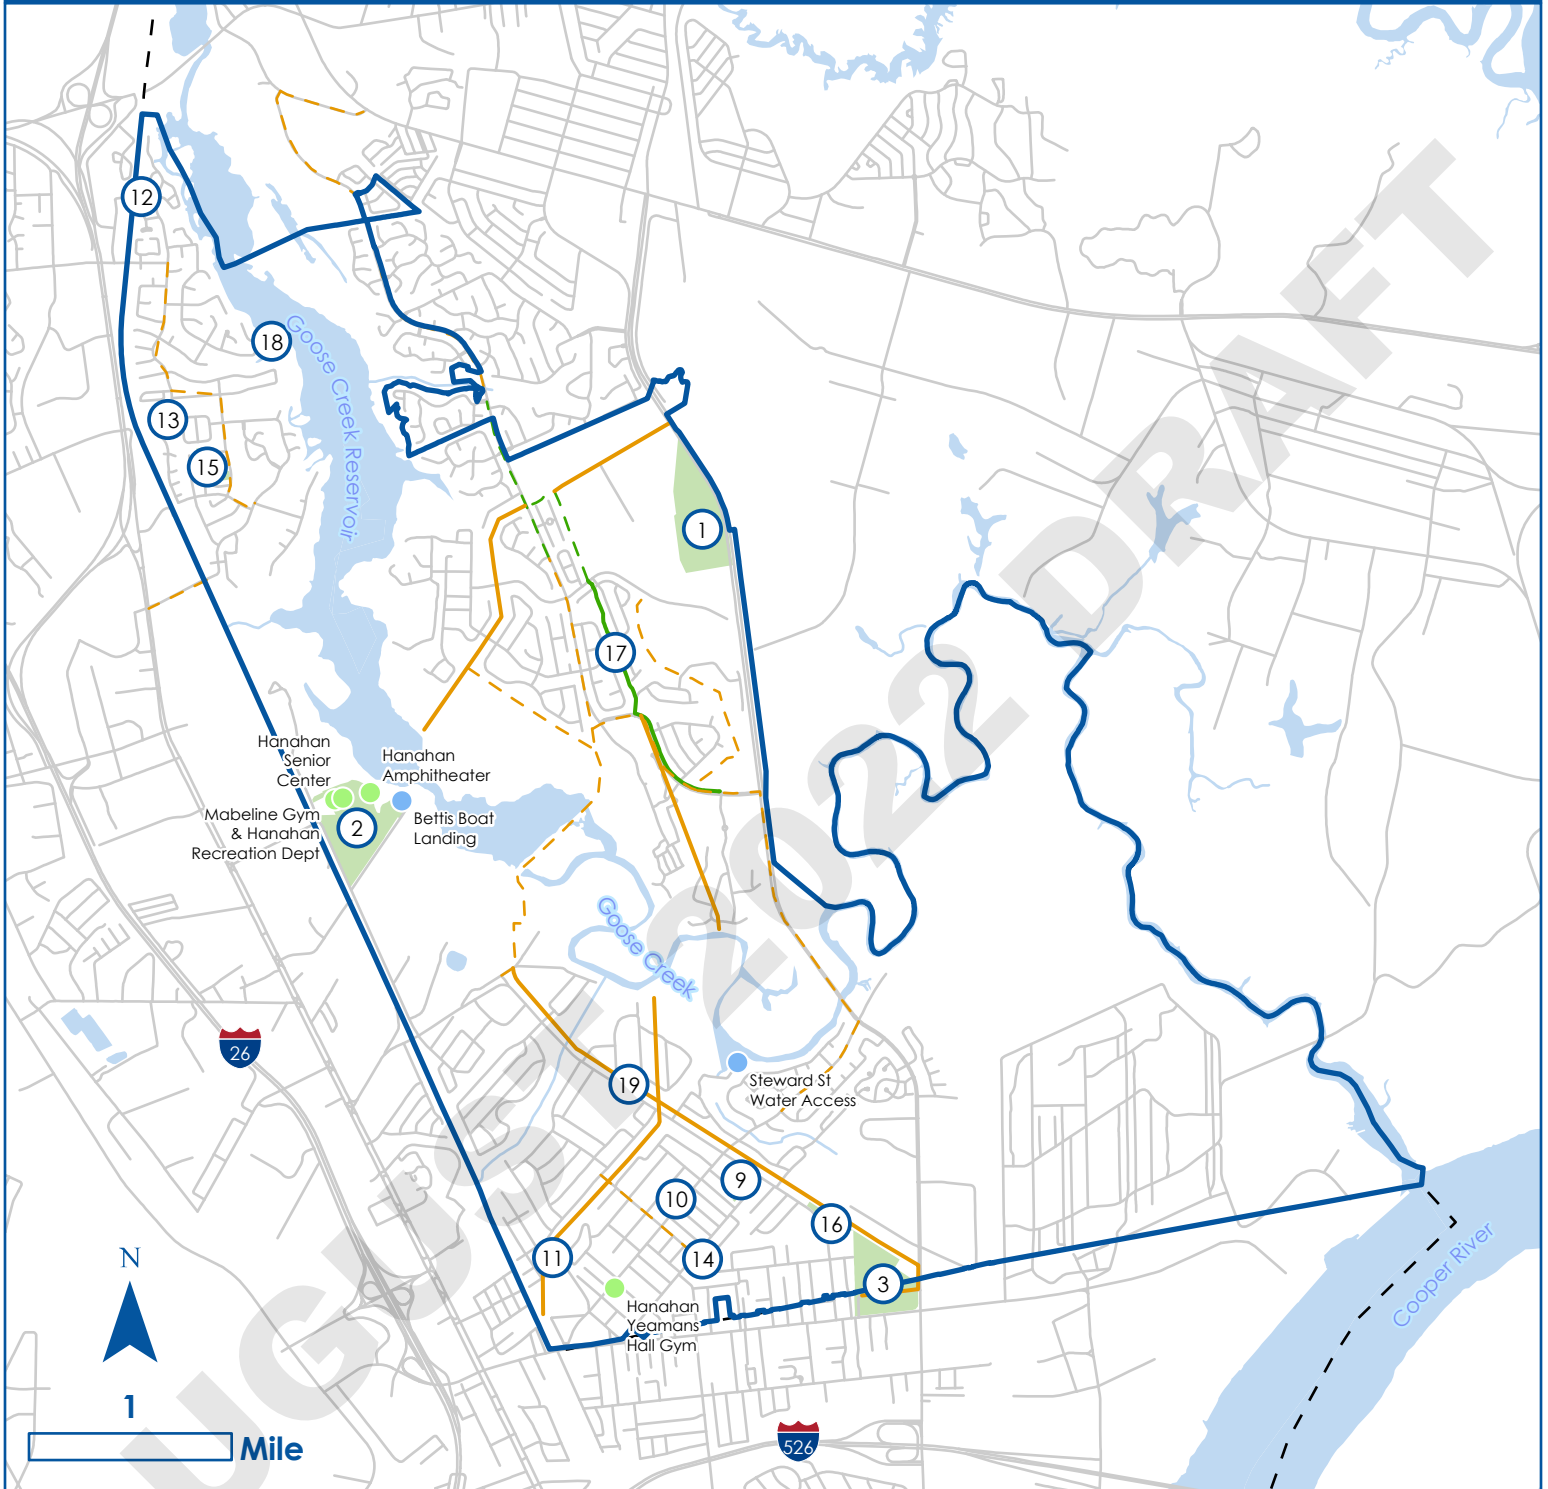 12
18
Goose Creek Reservoir
13
15
1
17
Hanahan
Senior
Center
Hanahan
Amphitheater
Mabeline Gym
& Hanahan
Recreation Dept
2
Bettis Boat
Landing
Goose Creek
26
19
Steward St
Water Access
9
10
16
11
14
3
Hanahan
Yeamans
Hall Gym
Cooper River
N
1
Mile
526
UGUST 2022 DRAFT